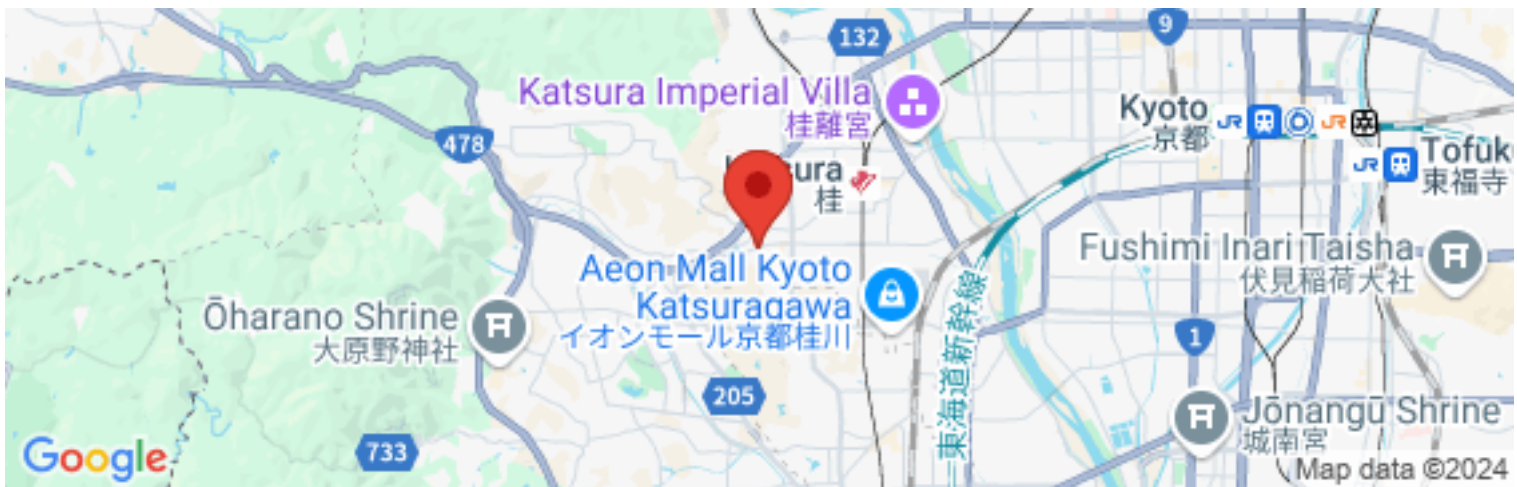 132
9
Katsura Imperial Villa
桂離宮
Kyoto
京都
JR
JR
478
JR
Tofuk
東福寺
sura
桂
Fushimi Inari Taisha
伏見稲荷大社
Aeon Mall Kyoto
Katsuragawa
イオンモール京都桂川
Ōharano Shrine
大原野神社
東海道新幹線
1
205
Jōnangū Shrine
城南宮
733
Google
Map data ©2024